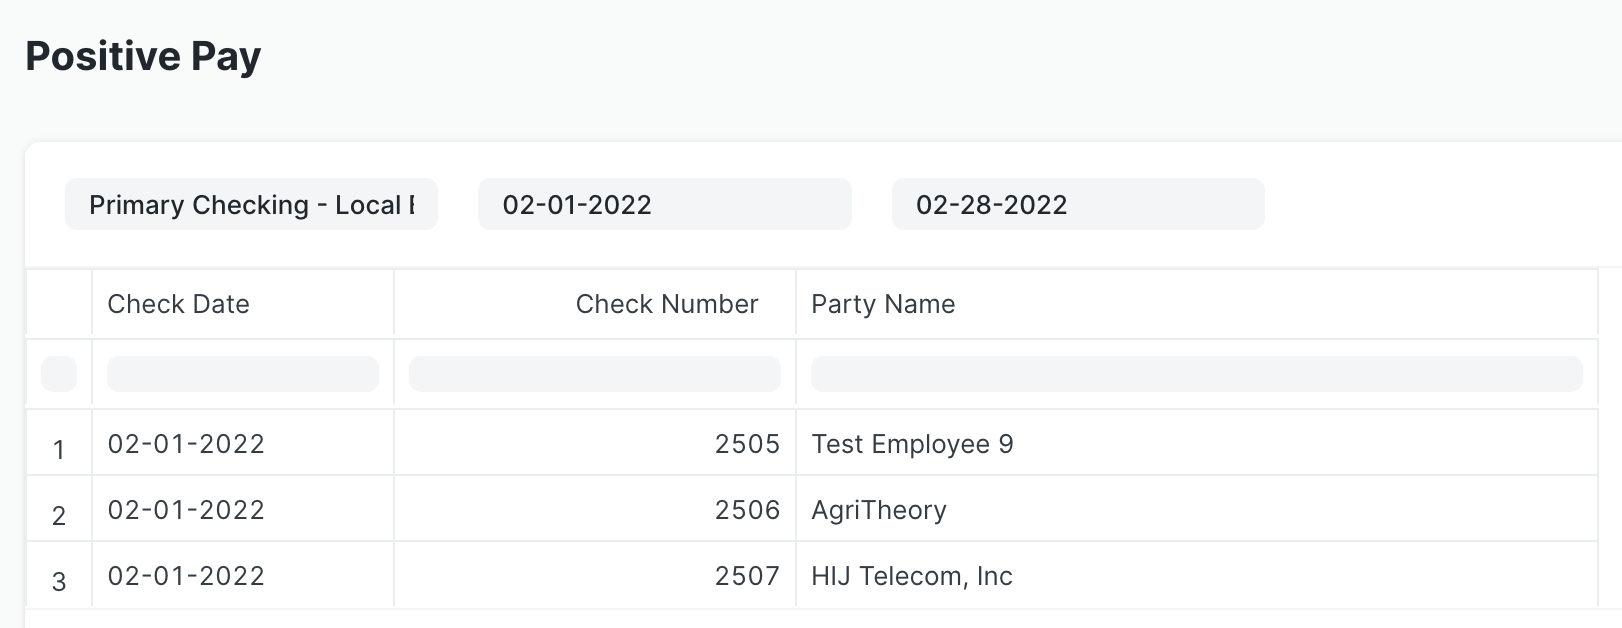 Positive Pay
Primary Checking - Local
02-01-2022
02-28-2022
Check Date Check Number Party Name
1 02-01-2022 2505 Test Employee 9
2 02-01-2022 2506 AgriTheory
3 02-01-2022 2507 HIJ Telecom, Inc